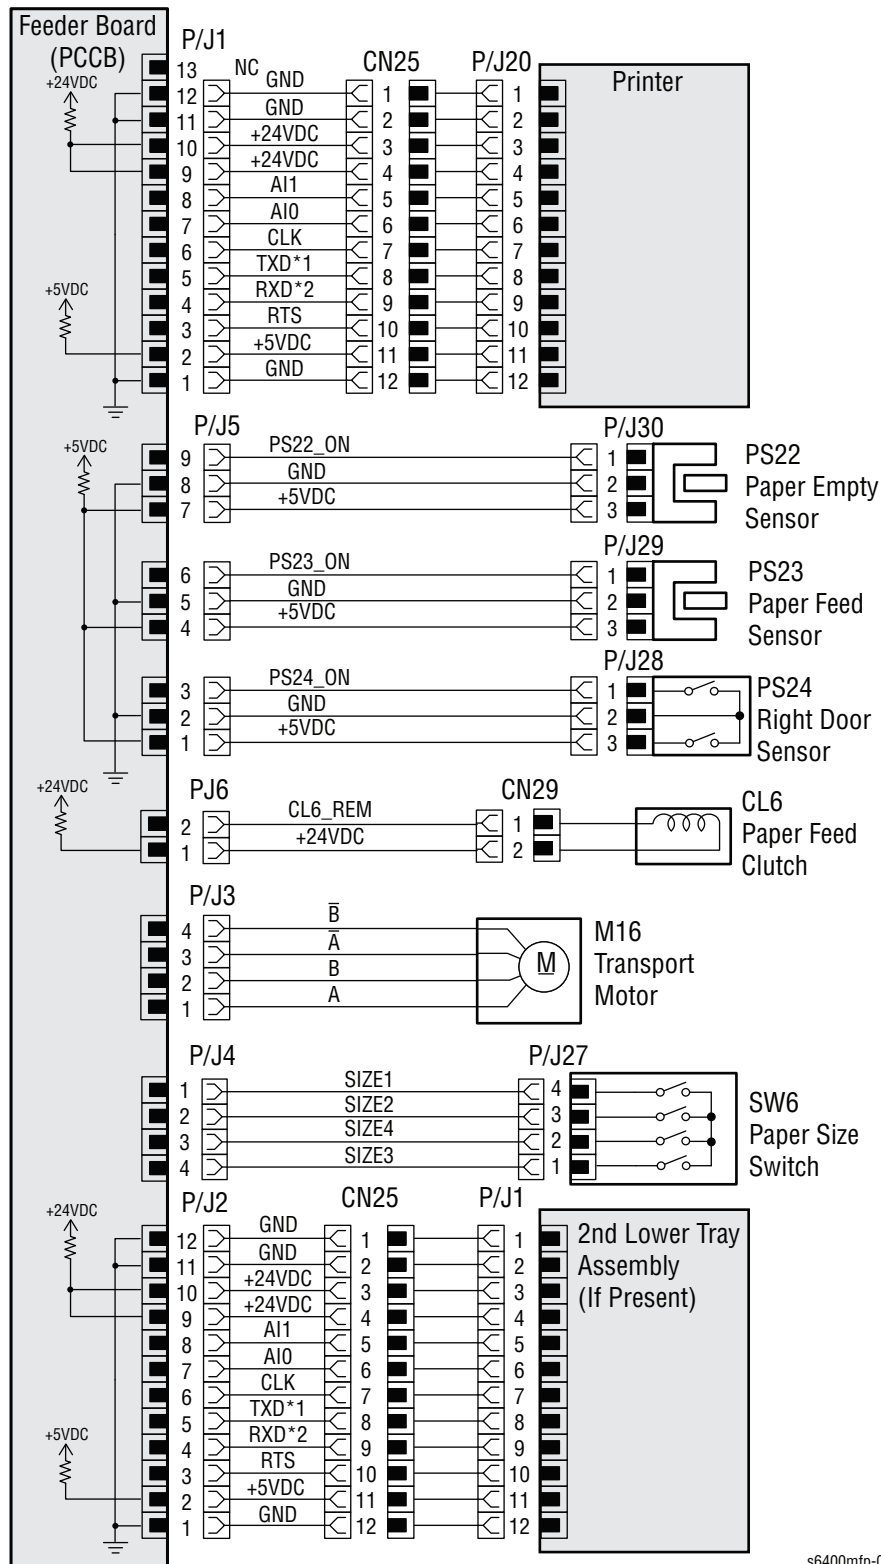 Feeder Board
(PCCB)
+24VDC
+5VDC
P/J1 CN25 P/J20
Printer
13 NC
12 GND 1 1
11 GND 2 2
10 +24VDC 3 3
9 +24VDC 4 4
8 AI1 5 5
7 AI0 6 6
6 CLK 7 7
5 TXD*1 8 8
4 RXD*2 9 9
3 RTS 10 10
2 +5VDC 11 11
1 GND 12 12
+5VDC
P/J5 P/J30
9 PS22_ON 1
8 GND 2
7 +5VDC 3
PS22
Paper Empty
Sensor
P/J29
6 PS23_ON 1
5 GND 2
4 +5VDC 3
PS23
Paper Feed
Sensor
P/J28
3 PS24_ON 1
2 GND 2
1 +5VDC 3
PS24
Right Door
Sensor
+24VDC
PJ6 CN29
2 CL6_REM 1
1 +24VDC 2
CL6
Paper Feed
Clutch
P/J3
4 B̅
3 A̅
2 B
1 A
M
M16
Transport
Motor
P/J4 P/J27
1 SIZE1 4
2 SIZE2 3
3 SIZE4 2
4 SIZE3 1
SW6
Paper Size
Switch
+24VDC
+5VDC
P/J2 CN25 P/J1
12 GND 1 1
11 GND 2 2
10 +24VDC 3 3
9 +24VDC 4 4
8 AI1 5 5
7 AI0 6 6
6 CLK 7 7
5 TXD*1 8 8
4 RXD*2 9 9
3 RTS 10 10
2 +5VDC 11 11
1 GND 12 12
2nd Lower Tray
Assembly
(If Present)